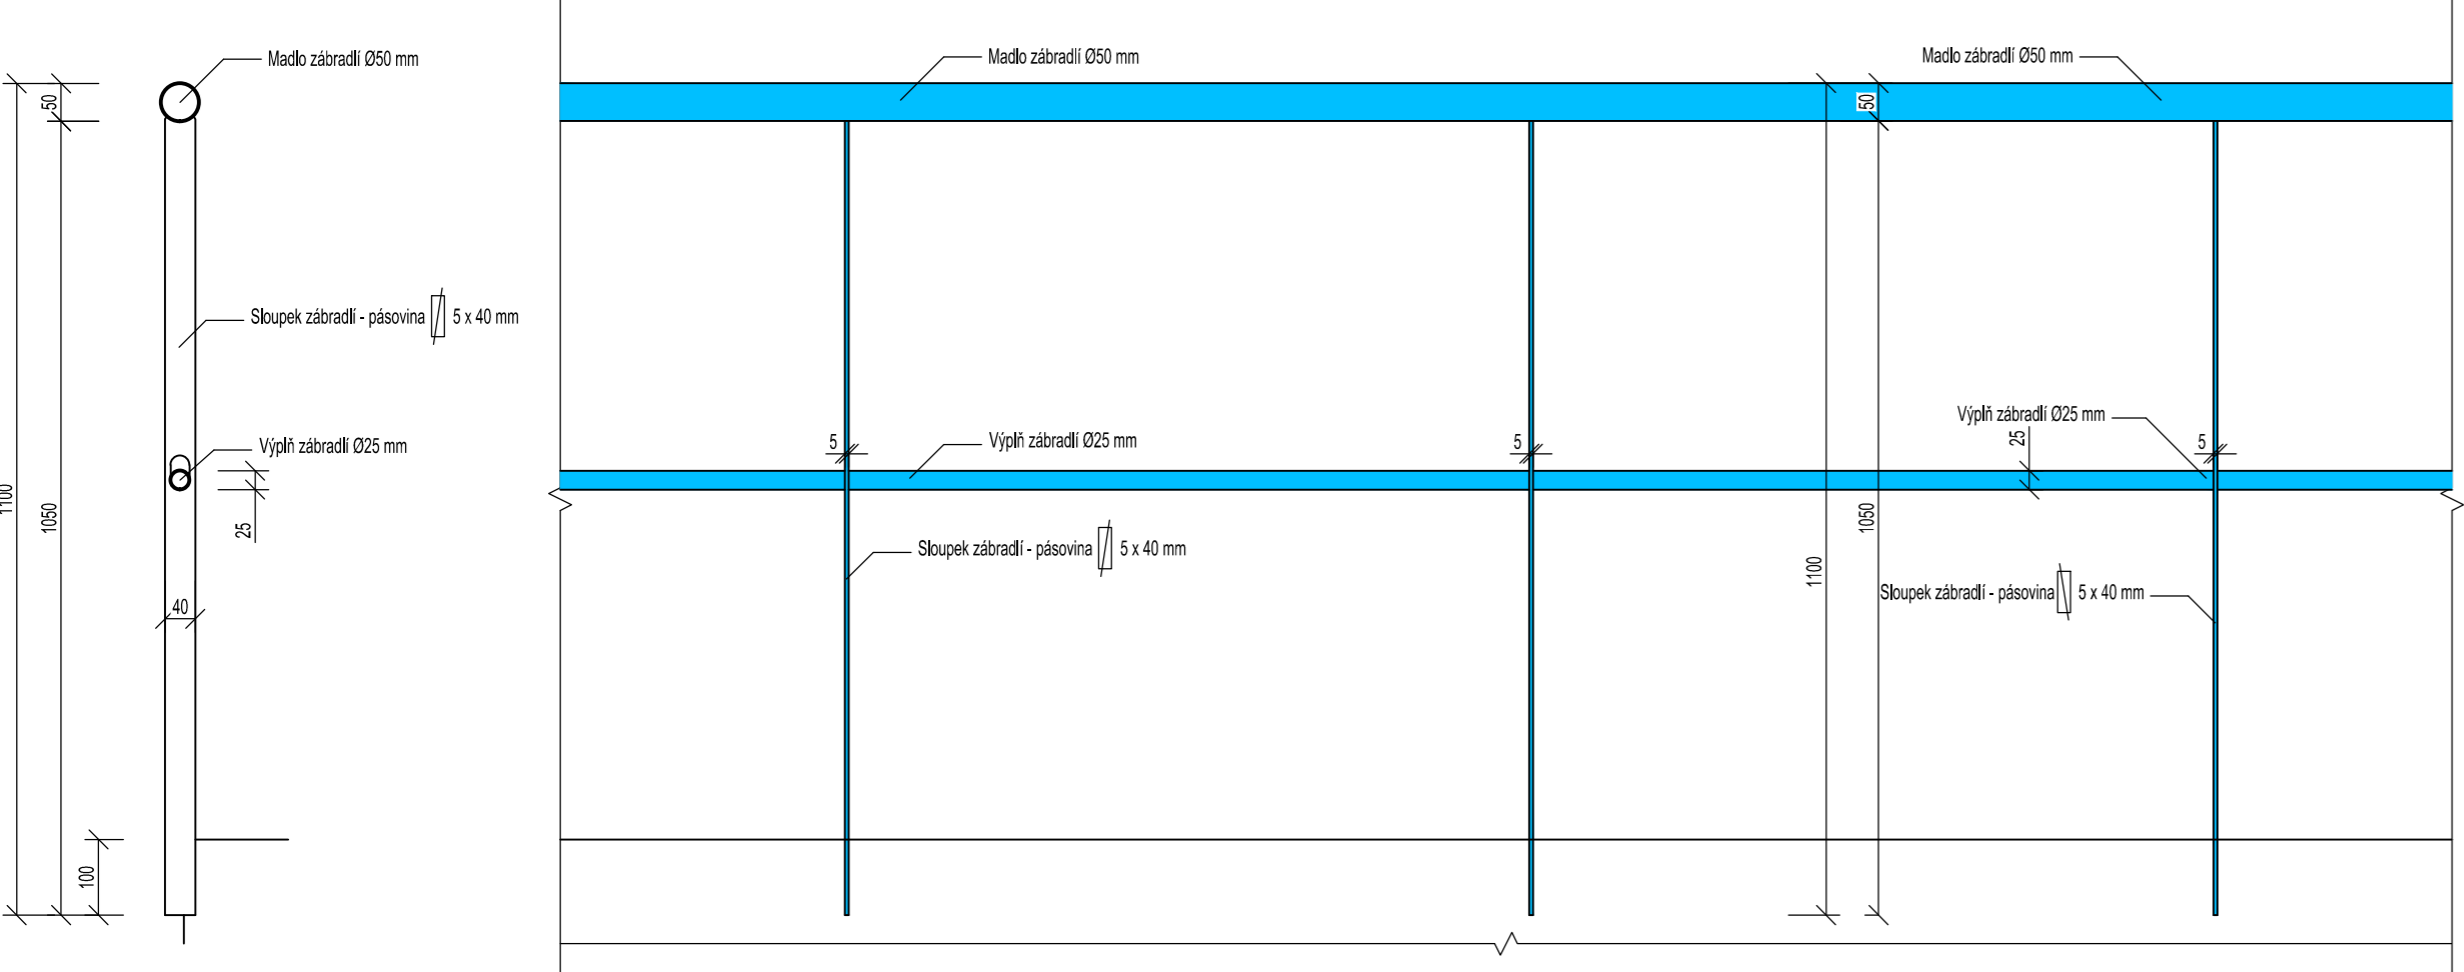 Madlo zábradlí Ø50 mm
Madlo zábradlí Ø50 mm
Madlo zábradlí Ø50 mm
50
50
Sloupek zábradlí - pásovina 5 x 40 mm
Výplň zábradlí Ø25 mm
Výplň zábradlí Ø25 mm
Výplň zábradlí Ø25 mm
5
5
5
25
25
1100
1050
1050
1100
Sloupek zábradlí - pásovina 5 x 40 mm
Sloupek zábradlí - pásovina 5 x 40 mm
40
100